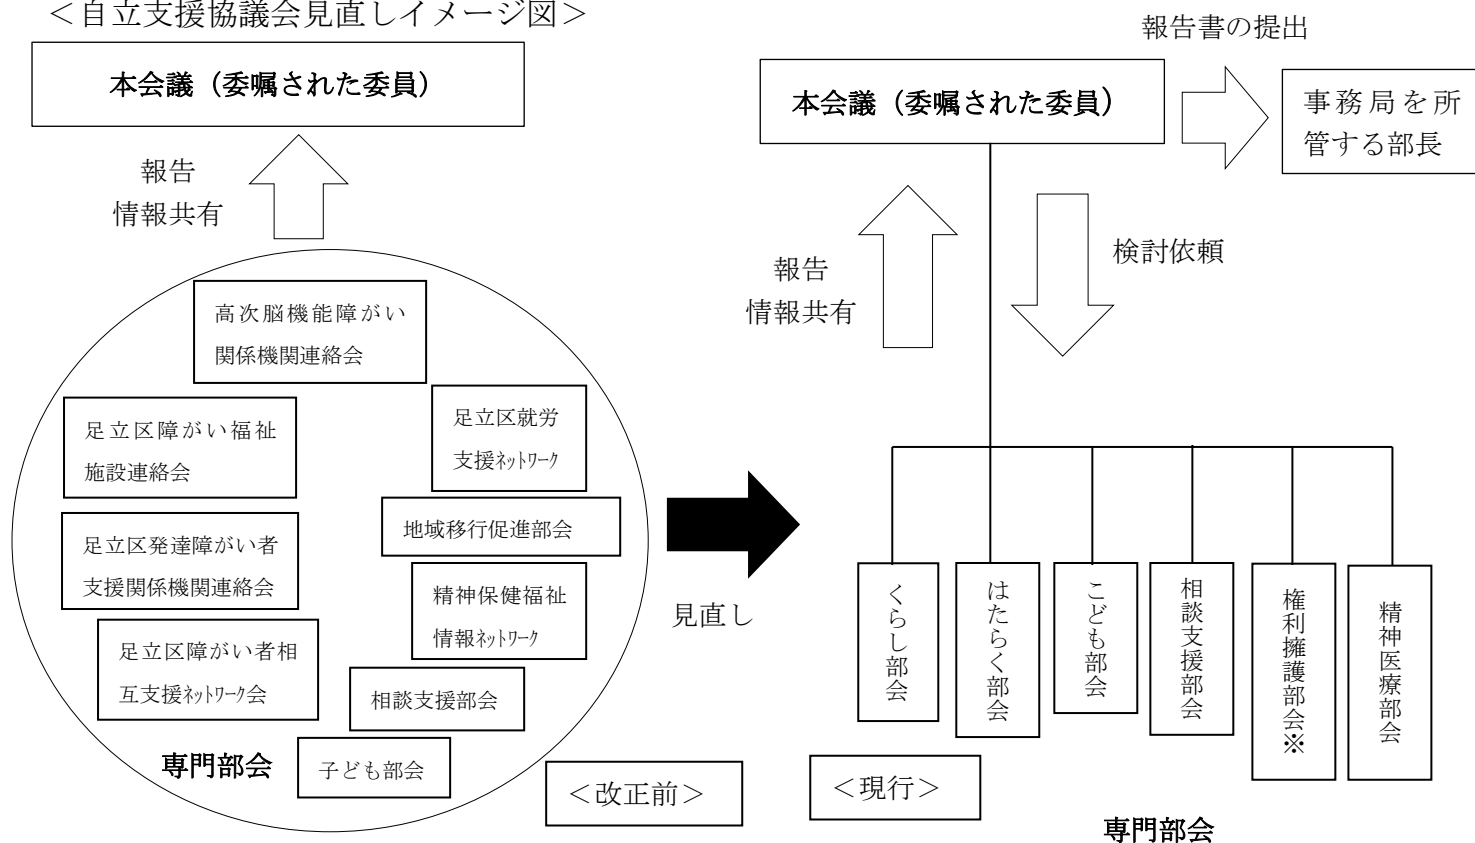 ＜自立支援協議会見直しイメージ図＞
本会議（委嘱された委員）
報告
情報共有
高次脳機能障がい
関係機関連絡会
足立区就労
支援ﾈｯﾄﾜｰｸ
足立区障がい福祉
施設連絡会
地域移行促進部会
足立区発達障がい者
支援関係機関連絡会
精神保健福祉
情報ﾈｯﾄﾜｰｸ
足立区障がい者相
互支援ﾈｯﾄﾜｰｸ会
相談支援部会
子ども部会
専門部会
＜改正前＞
見直し
報告書の提出
本会議（委嘱された委員）
事務局を所
管する部長
報告
情報共有
検討依頼
くらし部会
はたらく部会
こども部会
相談支援部会
権利擁護部会※
精神医療部会
＜現行＞
専門部会